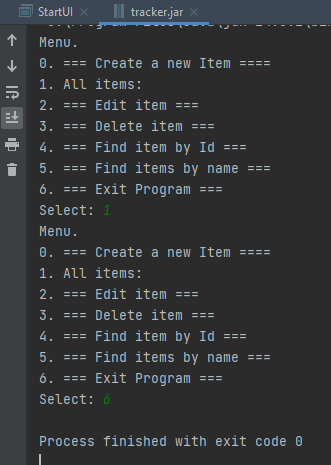 StartUI
tracker.jar
Menu.
0. === Create a new Item ====
1. All items:
2. === Edit item ===
3. === Delete item ===
4. === Find item by Id ===
5. === Find items by name ===
6. === Exit Program ===
Select: 1
Menu.
0. === Create a new Item ====
1. All items:
2. === Edit item ===
3. === Delete item ===
4. === Find item by Id ===
5. === Find items by name ===
6. === Exit Program ===
Select: 6
Process finished with exit code 0